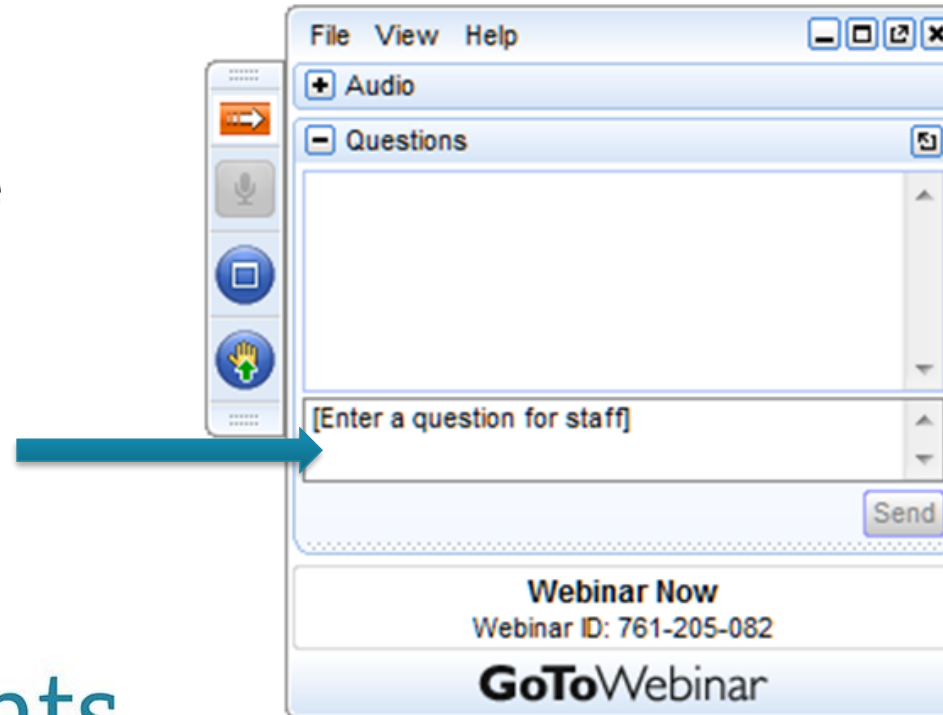 File View Help
Audio
Questions
[Enter a question for staff]
Send
Webinar Now
Webinar ID: 761-205-082
GoToWebinar